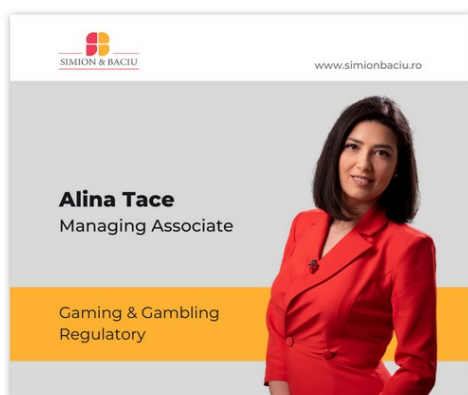 SIMION & BACIU
www.simionbaciu.ro
Alina Tace
Managing Associate
Gaming & Gambling
Regulatory